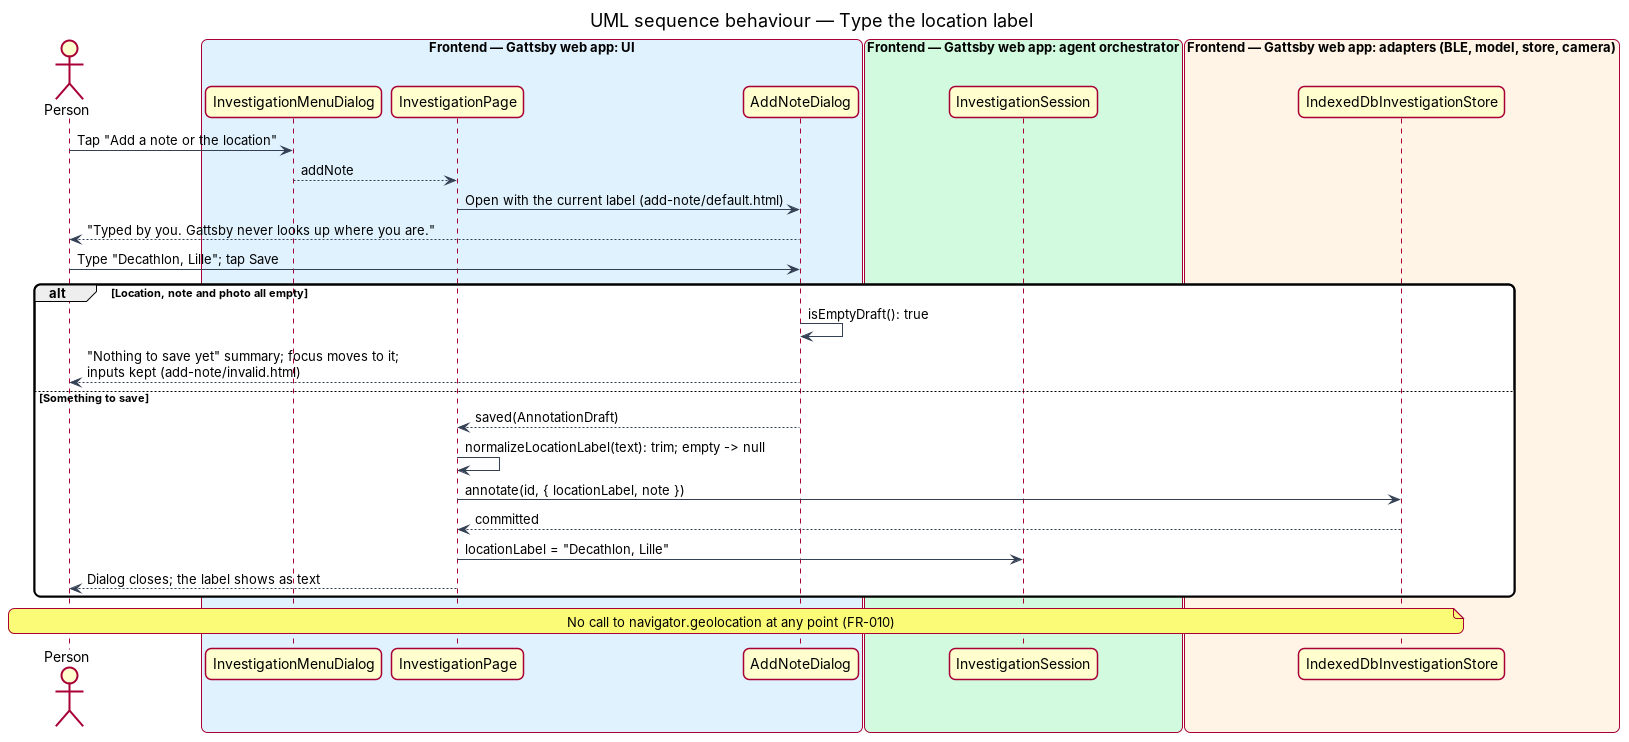 UML sequence behaviour — Type the location label
Frontend — Gattsby web app: UI
Frontend — Gattsby web app: agent orchestrator
Frontend — Gattsby web app: adapters (BLE, model, store, camera)
Person
InvestigationMenuDialog
InvestigationPage
AddNoteDialog
InvestigationSession
IndexedDbInvestigationStore
Tap "Add a note or the location"
addNote
Open with the current label (add-note/default.html)
"Typed by you. Gattsby never looks up where you are."
Type "Decathlon, Lille"; tap Save
alt
[Location, note and photo all empty]
isEmptyDraft(): true
"Nothing to save yet" summary; focus moves to it;
inputs kept (add-note/invalid.html)
[Something to save]
saved(AnnotationDraft)
normalizeLocationLabel(text): trim; empty -> null
annotate(id, { locationLabel, note })
committed
locationLabel = "Decathlon, Lille"
Dialog closes; the label shows as text
No call to navigator.geolocation at any point (FR-010)
Person
InvestigationMenuDialog
InvestigationPage
AddNoteDialog
InvestigationSession
IndexedDbInvestigationStore